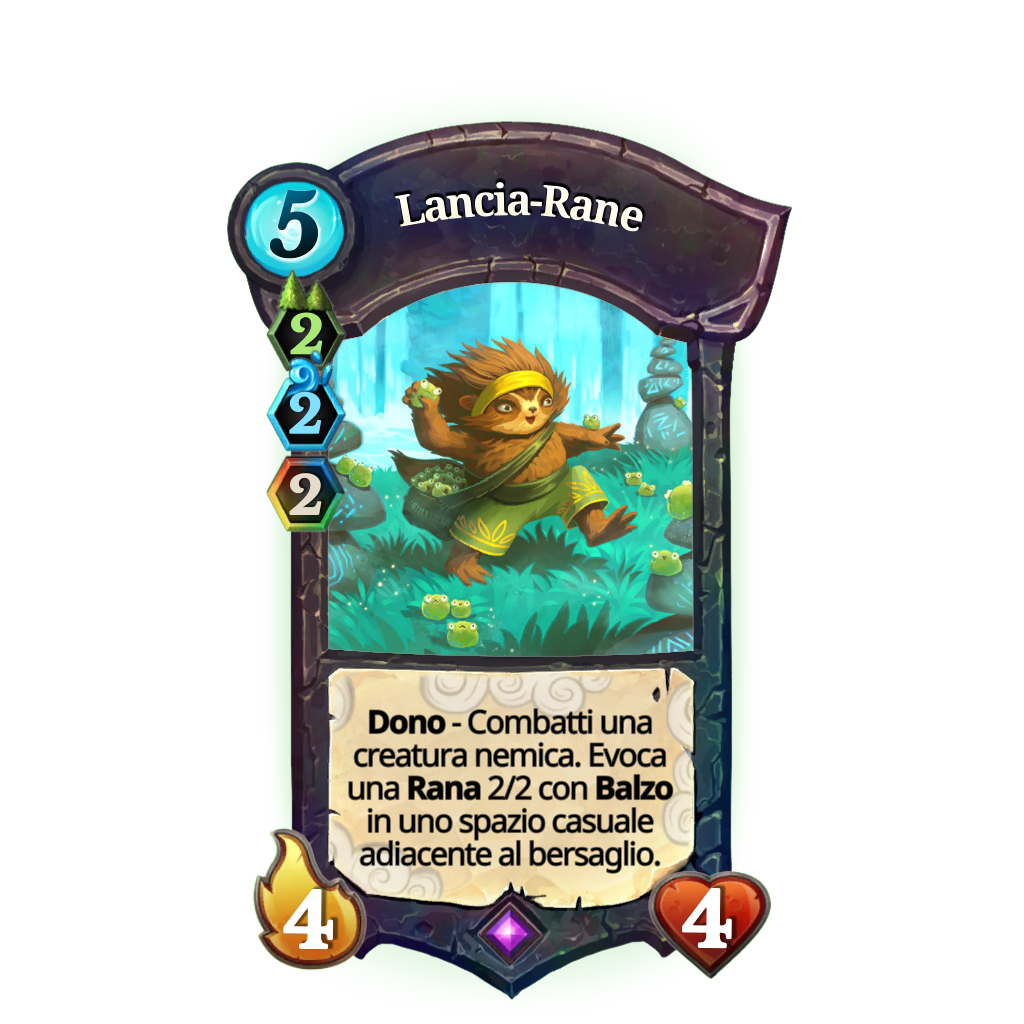 Lancia-Rane
5
2
2
2
Dono - Combatti una
creatura nemica. Evoca
una Rana 2/2 con Balzo
in uno spazio casuale
adiacente al bersaglio.
4
4